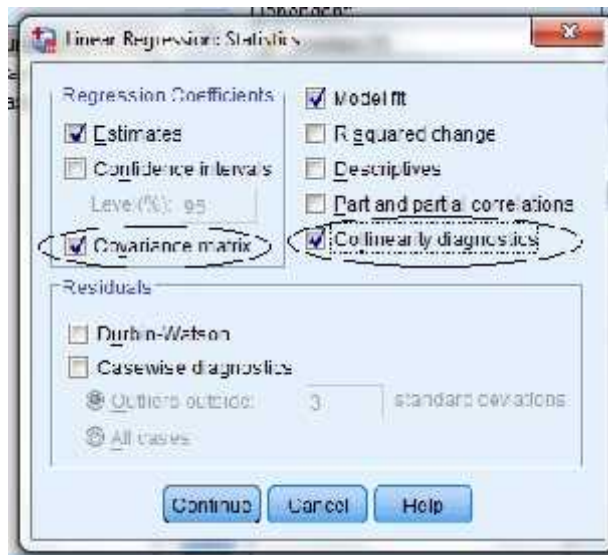 Linear Regression: Statistics
Regression Coefficients
Estimates
Confidence intervals
Level(%): 95
Covariance matrix
Model fit
R squared change
Descriptives
Part and partial correlations
Collinearity diagnostics
Residuals
Durbin-Watson
Casewise diagnostics
Outliers outside: 3 standard deviations
All cases
Continue Cancel Help